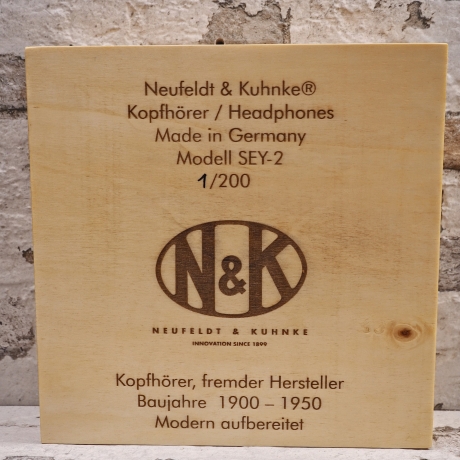 Neufeldt & Kuhnke®
Kopfhörer / Headphones
Made in Germany
Modell SEY-2
1/200
N&K
NEUFELDT & KUHNKE
INNOVATION SINCE 1899
Kopfhörer, fremder Hersteller
Baujahre 1900 – 1950
Modern aufbereitet